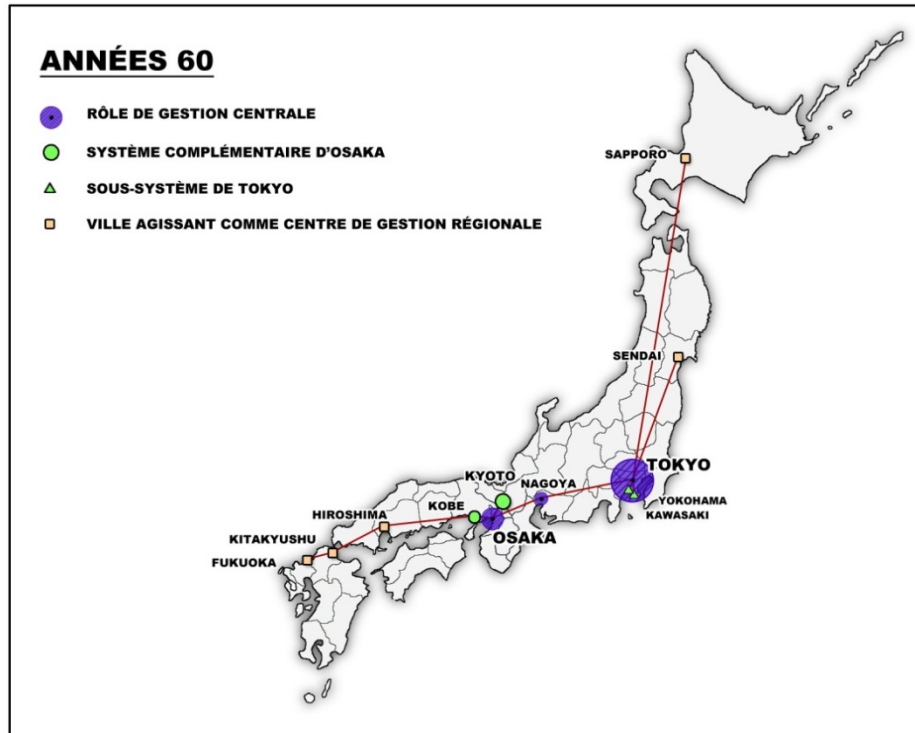 ANNÉES 60
RÔLE DE GESTION CENTRALE
SYSTÈME COMPLÉMENTAIRE D'OSAKA
SOUS-SYSTÈME DE TOKYO
VILLE AGISSANT COMME CENTRE DE GESTION RÉGIONALE
SAPPORO
SENDAI
TOKYO
KYOTO
NAGOYA
YOKOHAMA
KOBE
KAWASAKI
HIROSHIMA
OSAKA
KITAKYUSHU
FUKUOKA